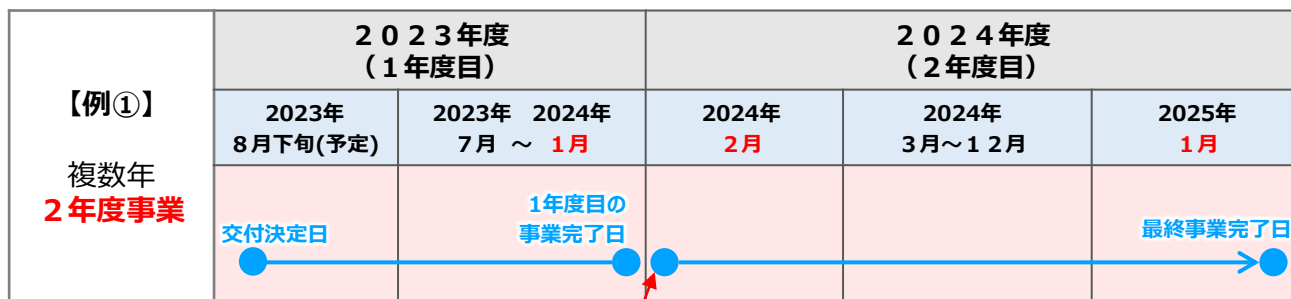 【例①】
複数年
２年度事業
２０２３年度
（１年度目）
２０２４年度
（２年度目）
2023年
８月下旬(予定)
2023年 2024年
７月 ～ １月
2024年
２月
2024年
３月～１２月
2025年
１月
交付決定日
1年度目の
事業完了日
最終事業完了日